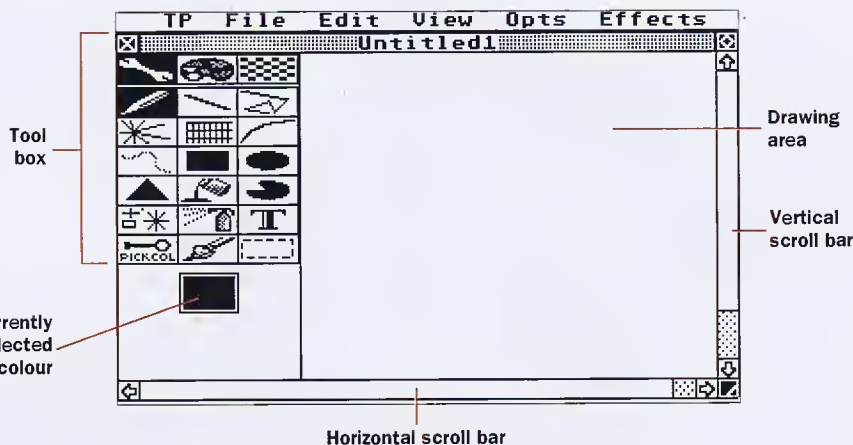 TP File Edit View Opts Effects
Untitled1
Tool
box
Drawing
area
Vertical
scroll bar
PICKCOL
rrently
lected
colour
Horizontal scroll bar